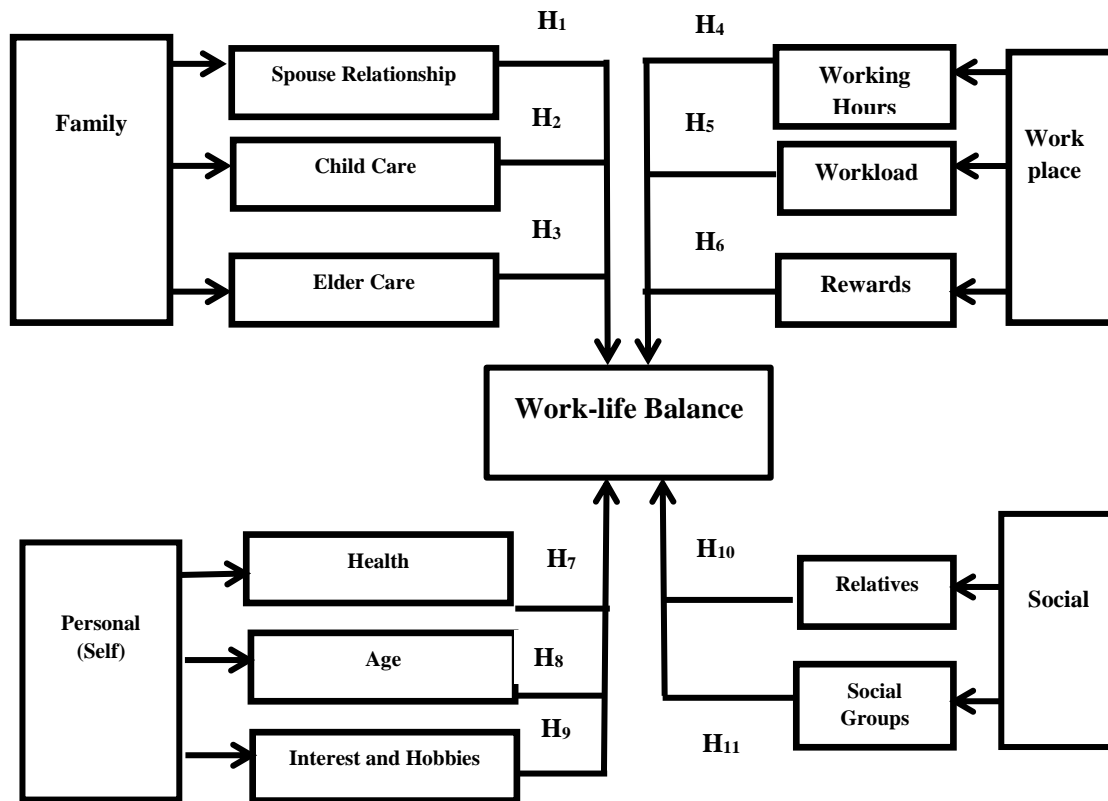 H1
H4
Spouse Relationship
Working
Hours
Family
H2
H5
Work
place
Child Care
Workload
H3
H6
Elder Care
Rewards
Work-life Balance
Health
H7
H10
Relatives
Social
Personal
(Self)
Age
H8
Social
Groups
H9
H11
Interest and Hobbies